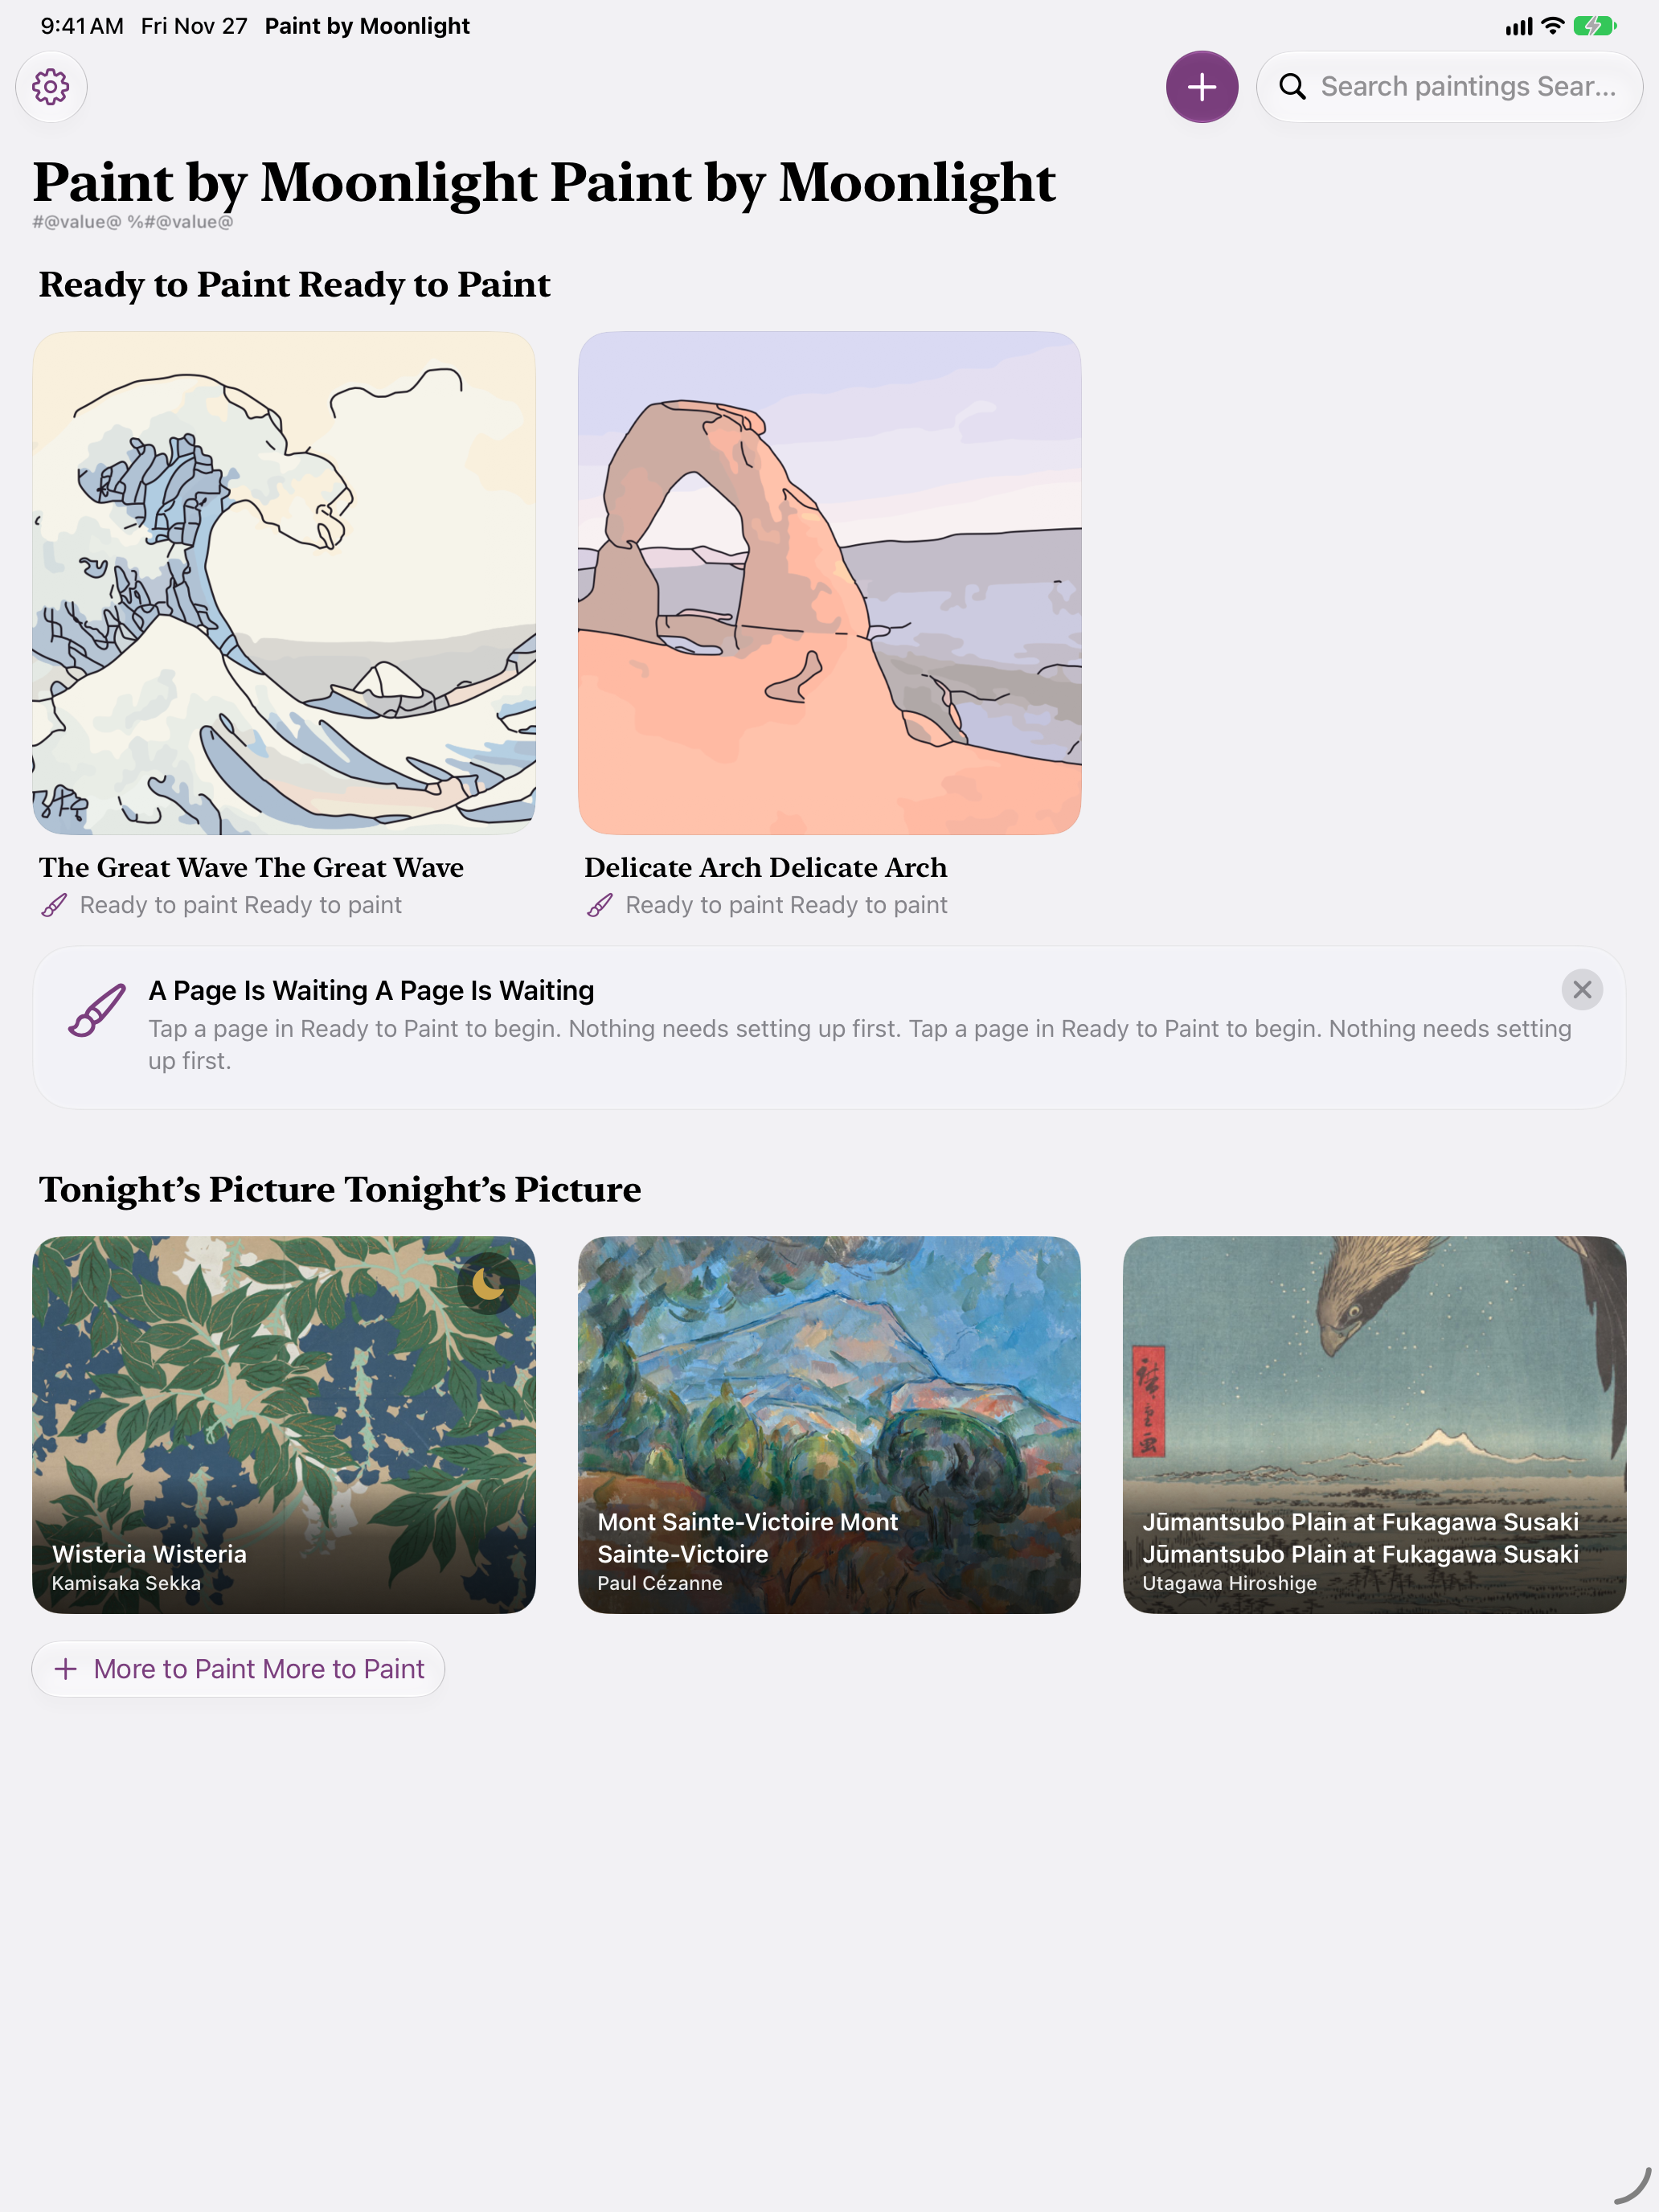 9:41 AM Fri Nov 27 Paint by Moonlight
Search paintings Sear...
Paint by Moonlight Paint by Moonlight
#@value@ %#@value@
Ready to Paint Ready to Paint
The Great Wave The Great Wave
Ready to paint Ready to paint
Delicate Arch Delicate Arch
Ready to paint Ready to paint
A Page Is Waiting A Page Is Waiting
Tap a page in Ready to Paint to begin. Nothing needs setting up first. Tap a page in Ready to Paint to begin. Nothing needs setting
up first.
Tonight’s Picture Tonight’s Picture
Wisteria Wisteria
Kamisaka Sekka
Mont Sainte-Victoire Mont
Sainte-Victoire
Paul Cézanne
廣重画
Jūmantsubo Plain at Fukagawa Susaki
Jūmantsubo Plain at Fukagawa Susaki
Utagawa Hiroshige
More to Paint More to Paint